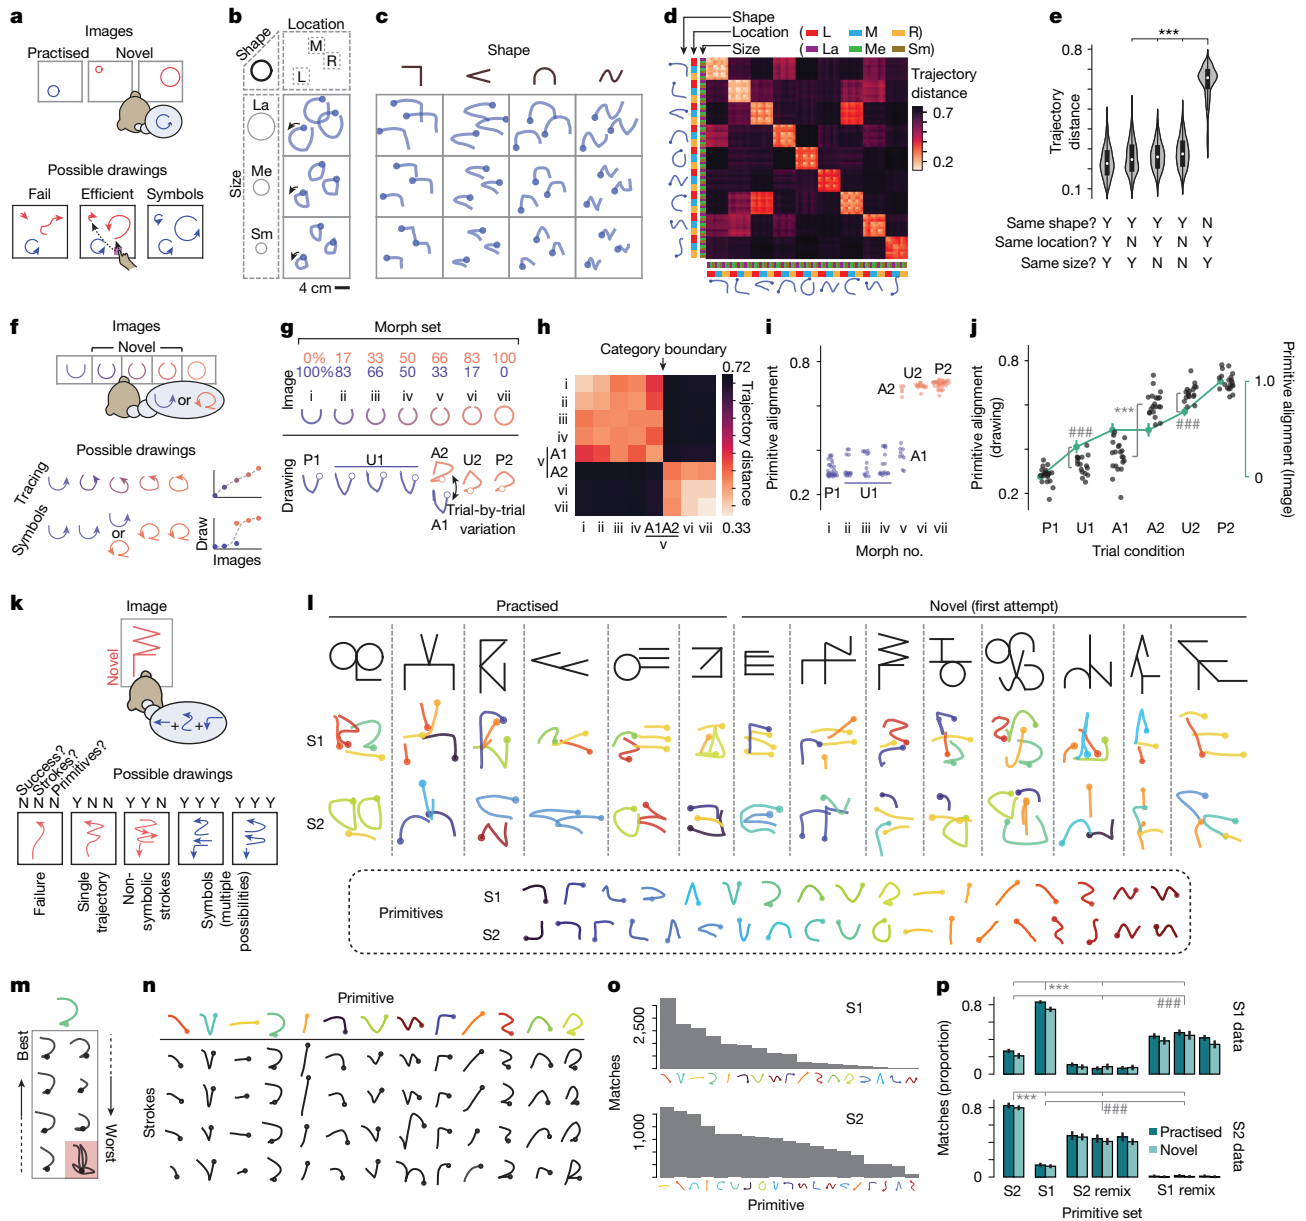 a
Images
Practised
Novel
Possible drawings
Fail
Efficient
Symbols
b
Location
Shape
M
R
L
Size
La
Me
Sm
4 cm
c
Shape
d
Shape
Location
( L M R)
Size
( La Me Sm)
Trajectory
distance
0.7
0.2
e
***
0.8
Trajectory
distance
0.1
Same shape? Y Y Y Y N
Same location? Y N Y N Y
Same size? Y Y N N Y
f
Images
Novel
or
Possible drawings
Tracing
Symbols
or
Draw
Images
g
Morph set
Image
0% 17 33 50 66 83 100
100% 83 66 50 33 17 0
i ii iii iv v vi vii
Drawing
P1 U1 A2 U2 P2
A1
Trial-by-trial
variation
h
Category boundary
i
ii
iii
iv
A1
v
A2
vi
vii
i ii iii iv A1 A2 vi vii
v
0.72
Trajectory distance
0.33
i
Primitive alignment
0.8
0.2
A2
U2
P2
A1
P1
U1
i ii iii iv v vi vii
Morph no.
j
Primitive alignment
(drawing)
0.8
0.2
###
***
###
1.0
0
Primitive alignment (image)
P1 U1 A1 A2 U2 P2
Trial condition
k
Image
Novel
+ +
Success?
Strokes?
Primitives?
Possible drawings
N N N Y N N Y Y N Y Y Y Y Y Y
Failure
Single
trajectory
Non-
symbolic
strokes
Symbols
(multiple
possibilities)
l
Practised
Novel (first attempt)
S1
S2
Primitives
S1
S2
m
Best
Worst
n
Primitive
Strokes
o
S1
2,500
Matches
S2
1,000
Primitive
p
***
###
0.8
0
S1 data
Matches (proportion)
***
###
0.8
0
Practised
Novel
S2 data
S2 S1 S2 remix S1 remix
Primitive set